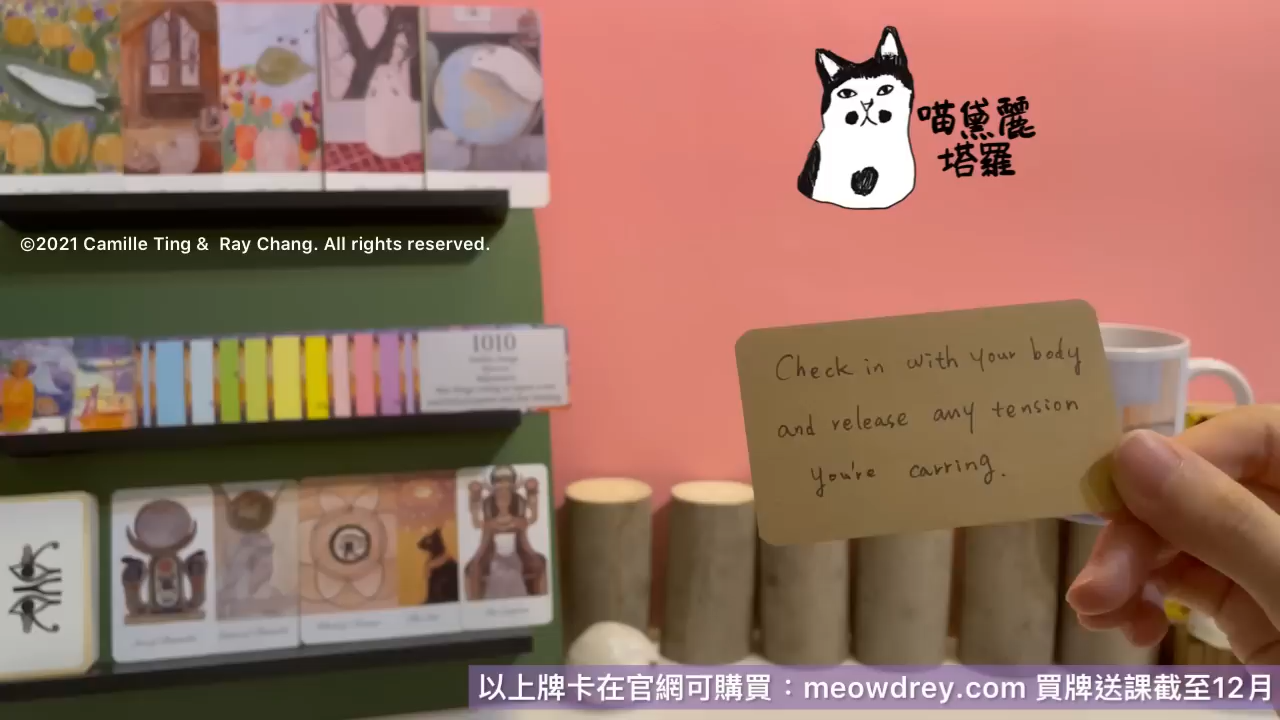 喵黛麗
塔羅
©2021 Camille Ting & Ray Chang. All rights reserved.
1010
Check in with your body
and release any tension
you're carring.
以上牌卡在官網可購買：meowdrey.com 買牌送課截至12月